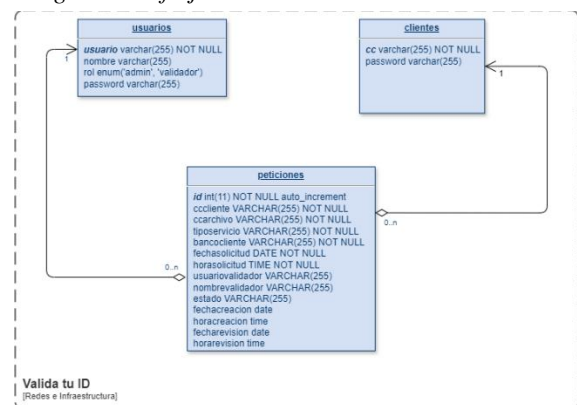 usuarios
usuario varchar(255) NOT NULL
nombre varchar(255)
rol enum('admin', 'validador')
password varchar(255)
clientes
cc varchar(255) NOT NULL
password varchar(255)
1
1
peticiones
id int(11) NOT NULL auto_increment
cccliente VARCHAR(255) NOT NULL
ccarchivo VARCHAR(255) NOT NULL
tiposervicio VARCHAR(255) NOT NULL
bancocliente VARCHAR(255) NOT NULL
fechasolicitud DATE NOT NULL
horasolicitud TIME NOT NULL
usuariovalidador VARCHAR(255)
nombrevalidador VARCHAR(255)
estado VARCHAR(255)
fechacreacion date
horacreacion time
fecharevision date
horarevision time
0..n
0..n
Valida tu ID
[Redes e Infraestructura]